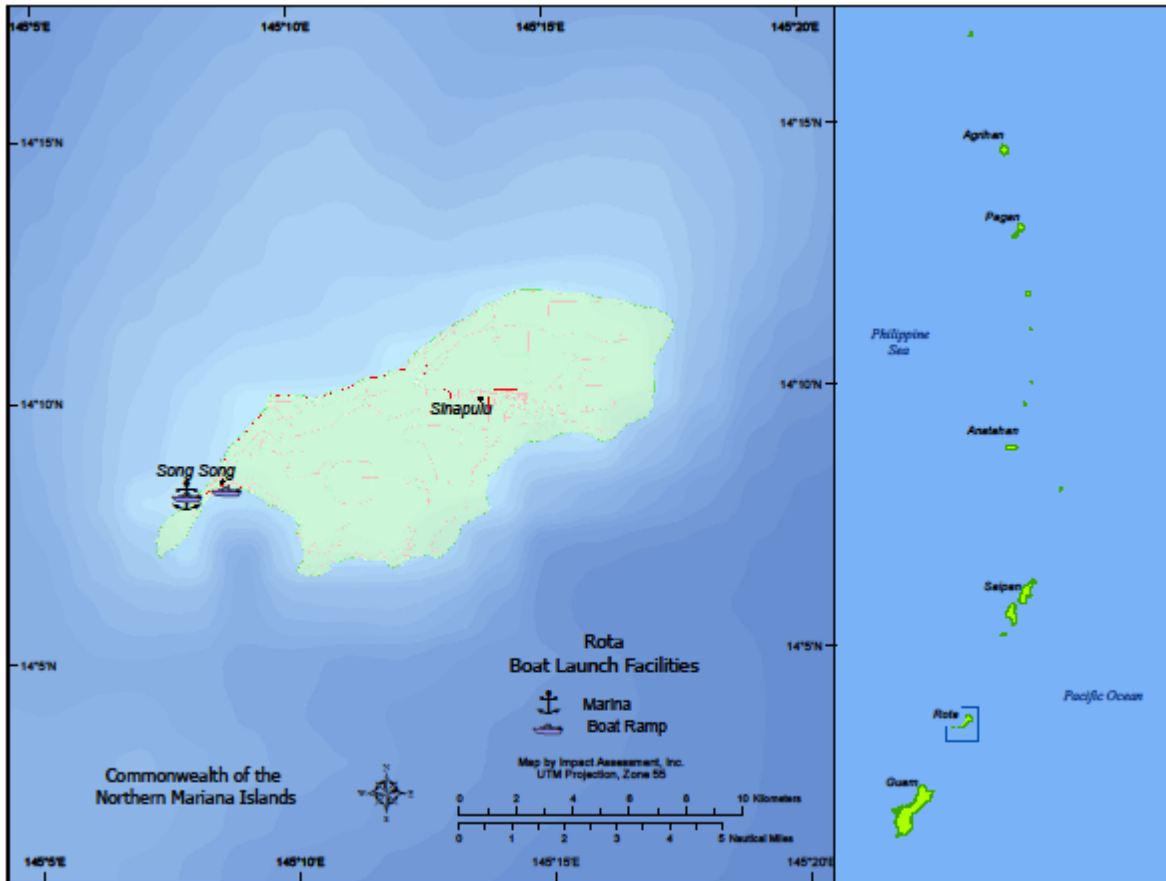 145°5'E
145°10'E
145°15'E
145°20'E
14°15'N
14°10'N
14°5'N
Sinapulu
Song Song
Rota
Boat Launch Facilities
Marina
Boat Ramp
Map by Impact Assessment, Inc.
UTM Projection, Zone 55
Commonwealth of the
Northern Mariana Islands
N
W
E
S
0 2 4 6 8 10 Kilometers
0 1 2 3 4 5 Nautical Miles
145°5'E
145°10'E
145°15'E
145°20'E
14°15'N
14°10'N
14°5'N
Agrihan
Pagan
Philippine
Sea
Anatahan
Saipan
Pacific Ocean
Rota
Guam